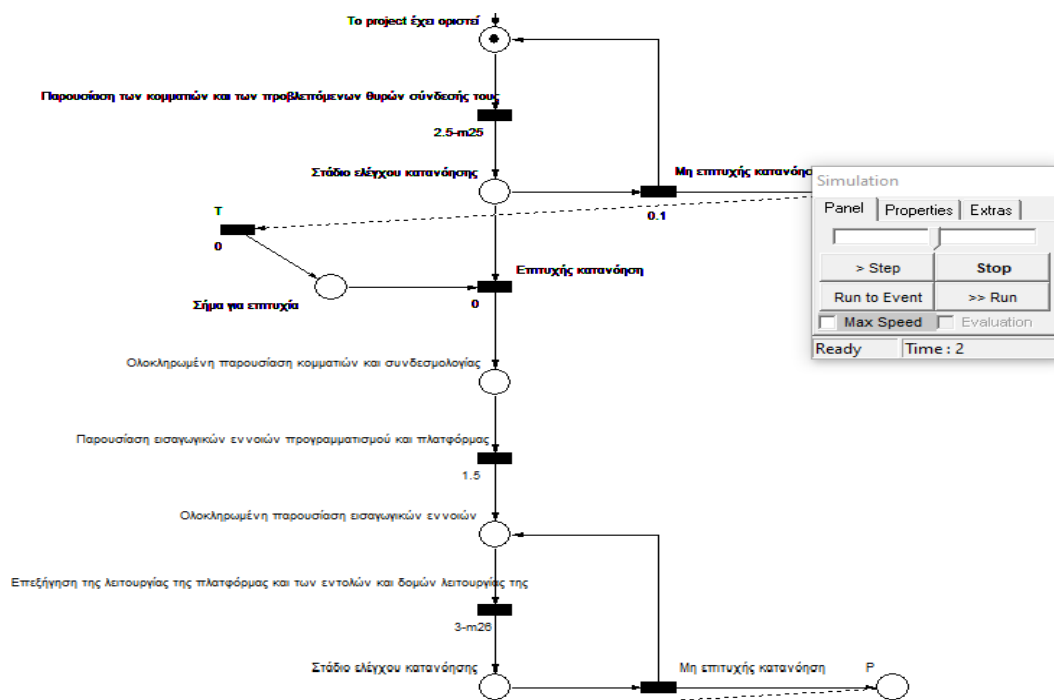 Το project έχει οριστεί
Παρουσίαση των κομματιών και των προβλεπόμενων θυρών σύνδεσής τους
2.5-m25
Στάδιο ελέγχου κατανόησης
Μη επιτυχής κατανόησ
0.1
Simulation
Panel Properties Extras
> Step Stop
Run to Event >> Run
Max Speed Evaluation
Ready Time : 2
T
0
Σήμα για επιτυχία
Επιτυχής κατανόηση
0
Ολοκληρωμένη παρουσίαση κομματιών και συνδεσμολογίας
Παρουσίαση εισαγωγικών εννοιών προγραμματισμού και πλατφόρμας
1.5
Ολοκληρωμένη παρουσίαση εισαγωγικών εννοιών
Επεξήγηση της λειτουργίας της πλατφόρμας και των εντολών και δομών λειτουργίας της
3-m26
Στάδιο ελέγχου κατανόησης
Μη επιτυχής κατανόηση
P